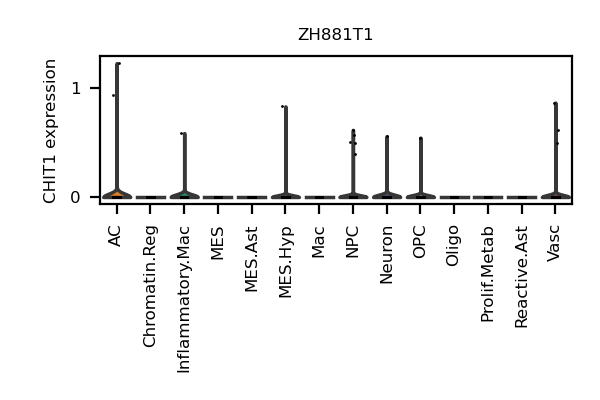 ZH881T1
CHIT1 expression
1
0
AC
Chromatin.Reg
Inflammatory.Mac
MES
MES.Ast
MES.Hyp
Mac
NPC
Neuron
OPC
Oligo
Prolif.Metab
Reactive.Ast
Vasc